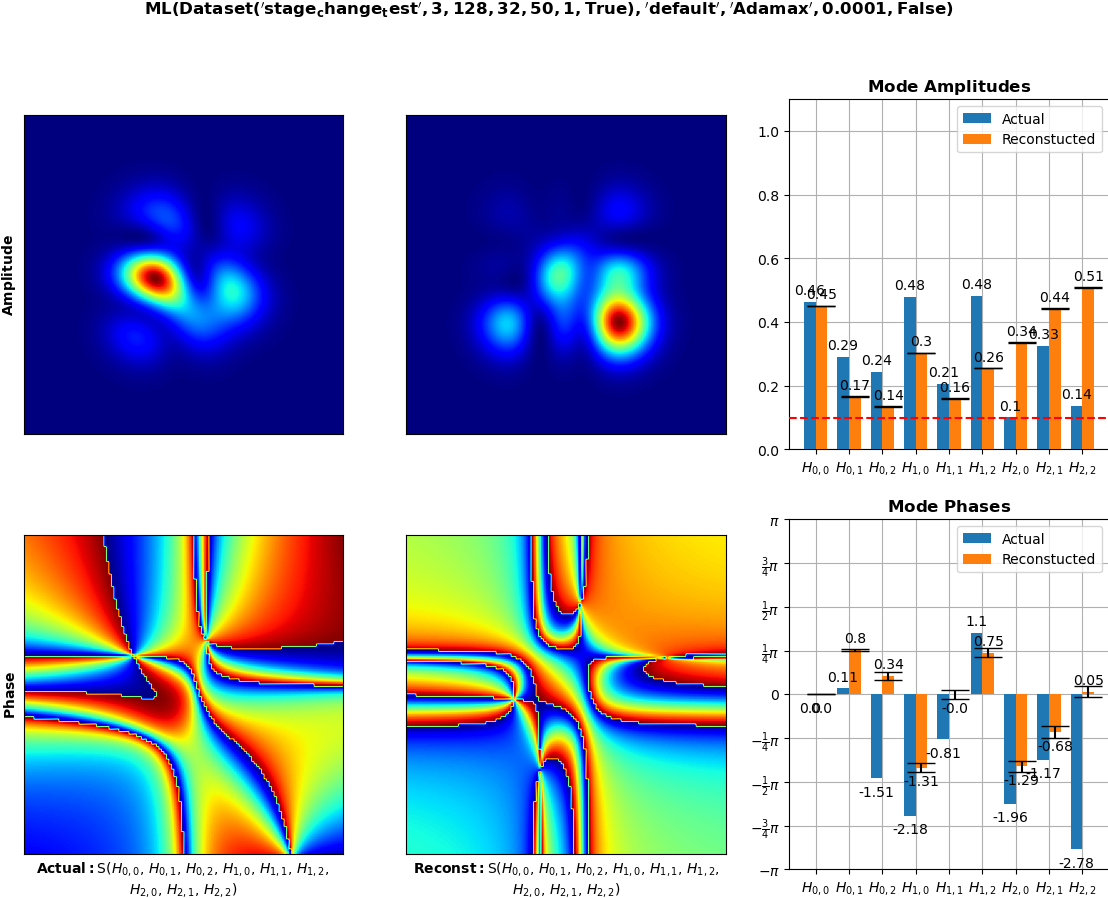 ML(Dataset('stage_change_test', 3, 128, 32, 50, 1, True), 'default', 'Adamax', 0.0001, False)
Amplitude
Mode Amplitudes
Actual
Reconstucted
1.0
0.8
0.6
0.4
0.2
0.0
0.46
0.45
0.29
0.17
0.24
0.14
0.48
0.3
0.21
0.16
0.48
0.26
0.1
0.34
0.33
0.44
0.14
0.51
H0,0 H0,1 H0,2 H1,0 H1,1 H1,2 H2,0 H2,1 H2,2
Phase
Mode Phases
Actual
Reconstucted
π
3/4π
1/2π
1/4π
0
−1/4π
−1/2π
−3/4π
−π
0.0
0.0
0.11
0.8
-1.51
0.34
-2.18
-1.31
-0.81
-0.0
1.1
0.75
-1.96
-1.29
-1.17
-0.68
-2.78
0.05
H0,0 H0,1 H0,2 H1,0 H1,1 H1,2 H2,0 H2,1 H2,2
Actual: S(H0,0, H0,1, H0,2, H1,0, H1,1, H1,2,
H2,0, H2,1, H2,2)
Reconst: S(H0,0, H0,1, H0,2, H1,0, H1,1, H1,2,
H2,0, H2,1, H2,2)